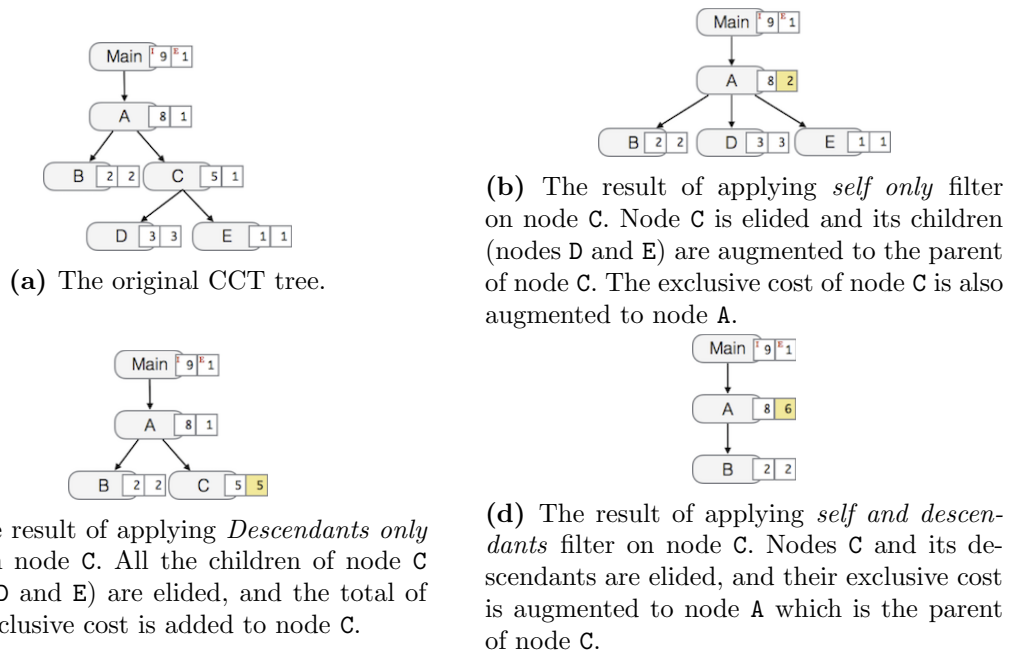 Main I 9 E 1
A 8 1
B 2 2 C 5 1
D 3 3 E 1 1
(a) The original CCT tree.
Main I 9 E 1
A 8 2
B 2 2 D 3 3 E 1 1
(b) The result of applying self only filter
on node C. Node C is elided and its children
(nodes D and E) are augmented to the parent
of node C. The exclusive cost of node C is also
augmented to node A.
Main I 9 E 1
A 8 1
B 2 2 C 5 5
result of applying Descendants only
node C. All the children of node C
and E) are elided, and the total of
cost is added to node C.
Main I 9 E 1
A 8 6
B 2 2
(d) The result of applying self and descen-
dants filter on node C. Nodes C and its de-
scendants are elided, and their exclusive cost
is augmented to node A which is the parent
of node C.